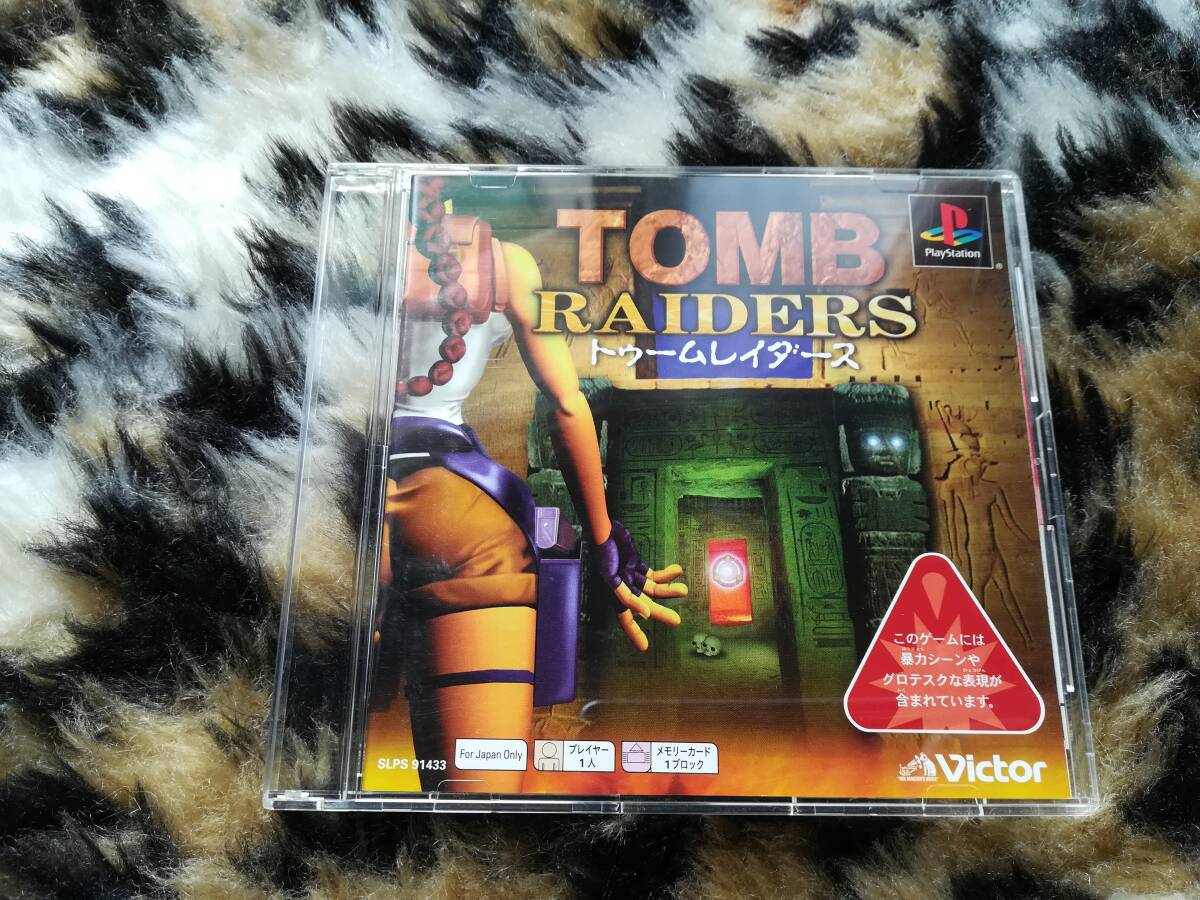 TOMB
RAIDERS
トゥームレイダース
PlayStation
®
このゲームには
暴力シーンや
グロテスクな表現が
含まれています。
SLPS 91433
For Japan Only
プレイヤー
1人
メモリーカード
1ブロック
Victor